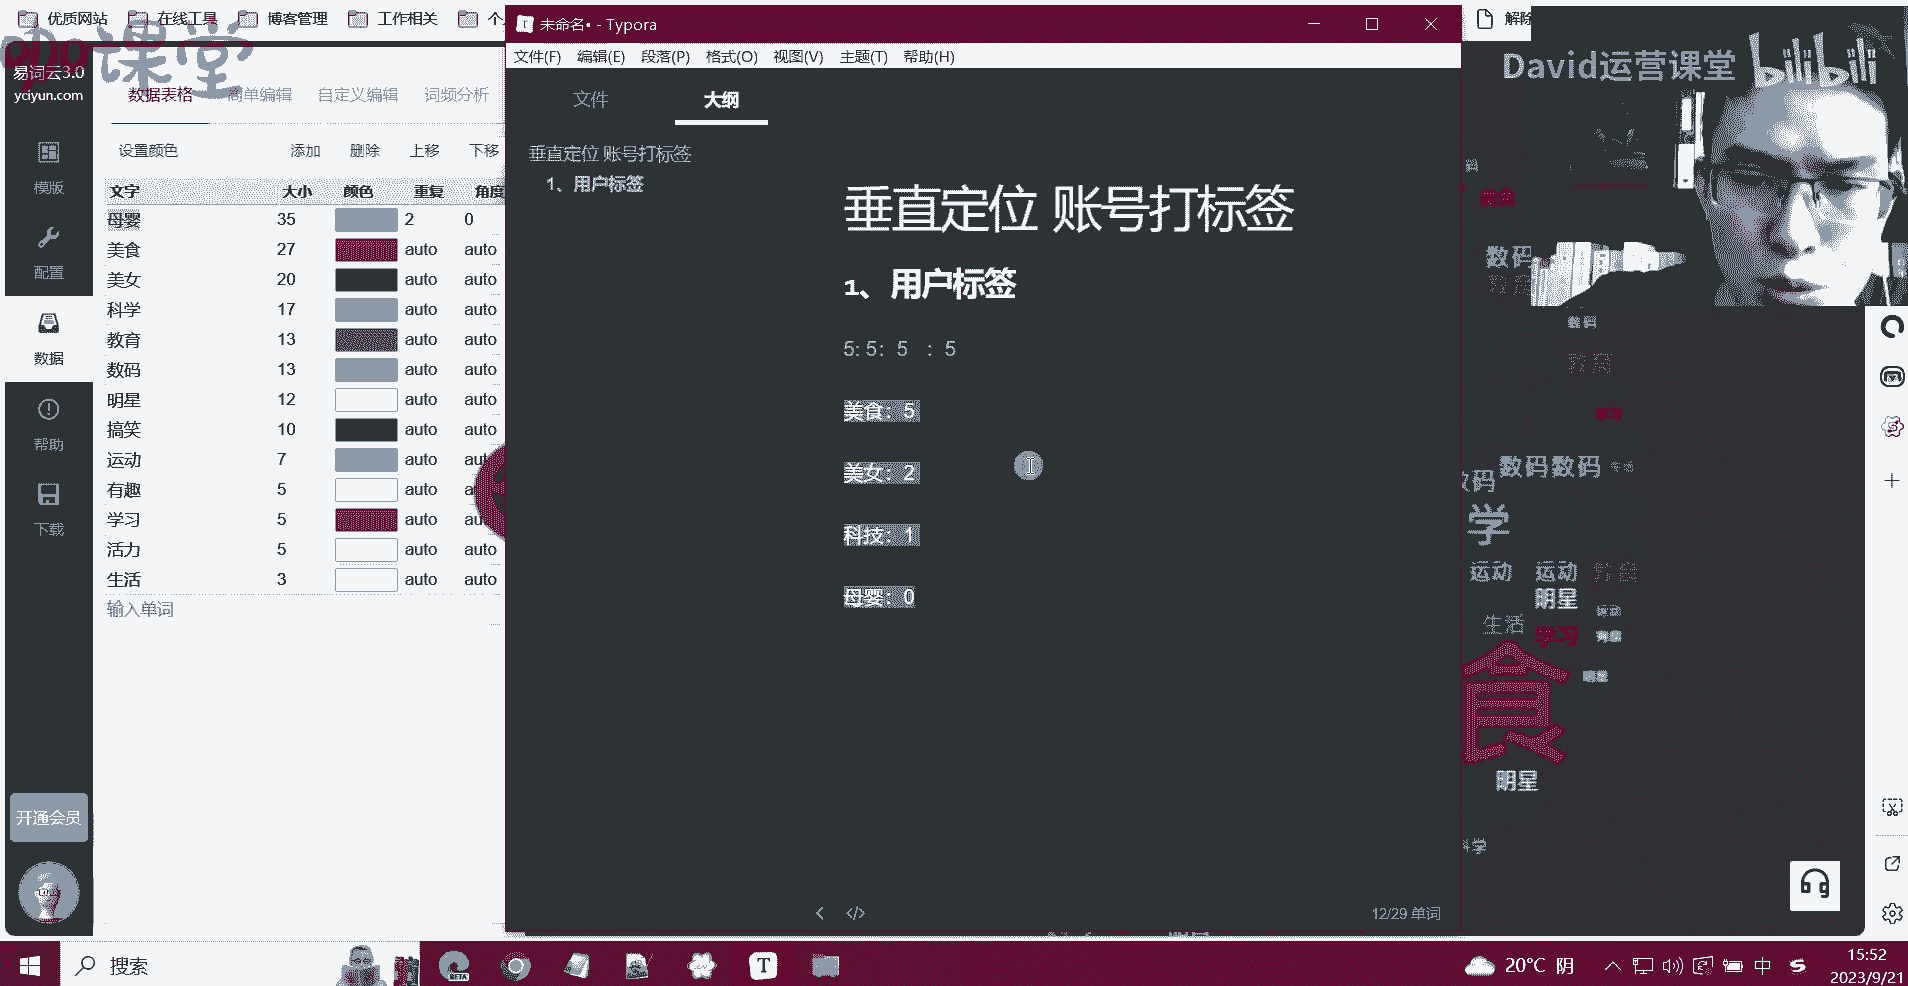 优质网站 在线工具 博客管理 工作相关 个
未命名• - Typora
解除
php课堂
David运营课堂
bilibili
易词云3.0
yciyun.com
文件(F) 编辑(E) 段落(P) 格式(O) 视图(V) 主题(T) 帮助(H)
数据表格 简单编辑 自定义编辑 词频分析
文件 大纲
设置颜色 添加 删除 上移 下移
垂直定位 账号打标签
1、用户标签
模版
配置
数据
帮助
下载
开通会员
文字 大小 颜色 重复 角度
母婴 35 2 0
美食 27 auto auto
美女 20 auto auto
科学 17 auto auto
教育 13 auto auto
数码 13 auto auto
明星 12 auto auto
搞笑 10 auto auto
运动 7 auto au
有趣 5 auto a
学习 5 auto au
活力 5 auto auto
生活 3 auto auto
输入单词
垂直定位 账号打标签
1、用户标签
5: 5：5 ：5
美食：5
美女：2
科技：1
母婴：0
12/29 单词
数码
数码
数码数码
码
学
运动 运动
明星
生活 学习
食
明星
科学
搜索
BETA
T
20°C 阴
中
15:52
2023/9/21